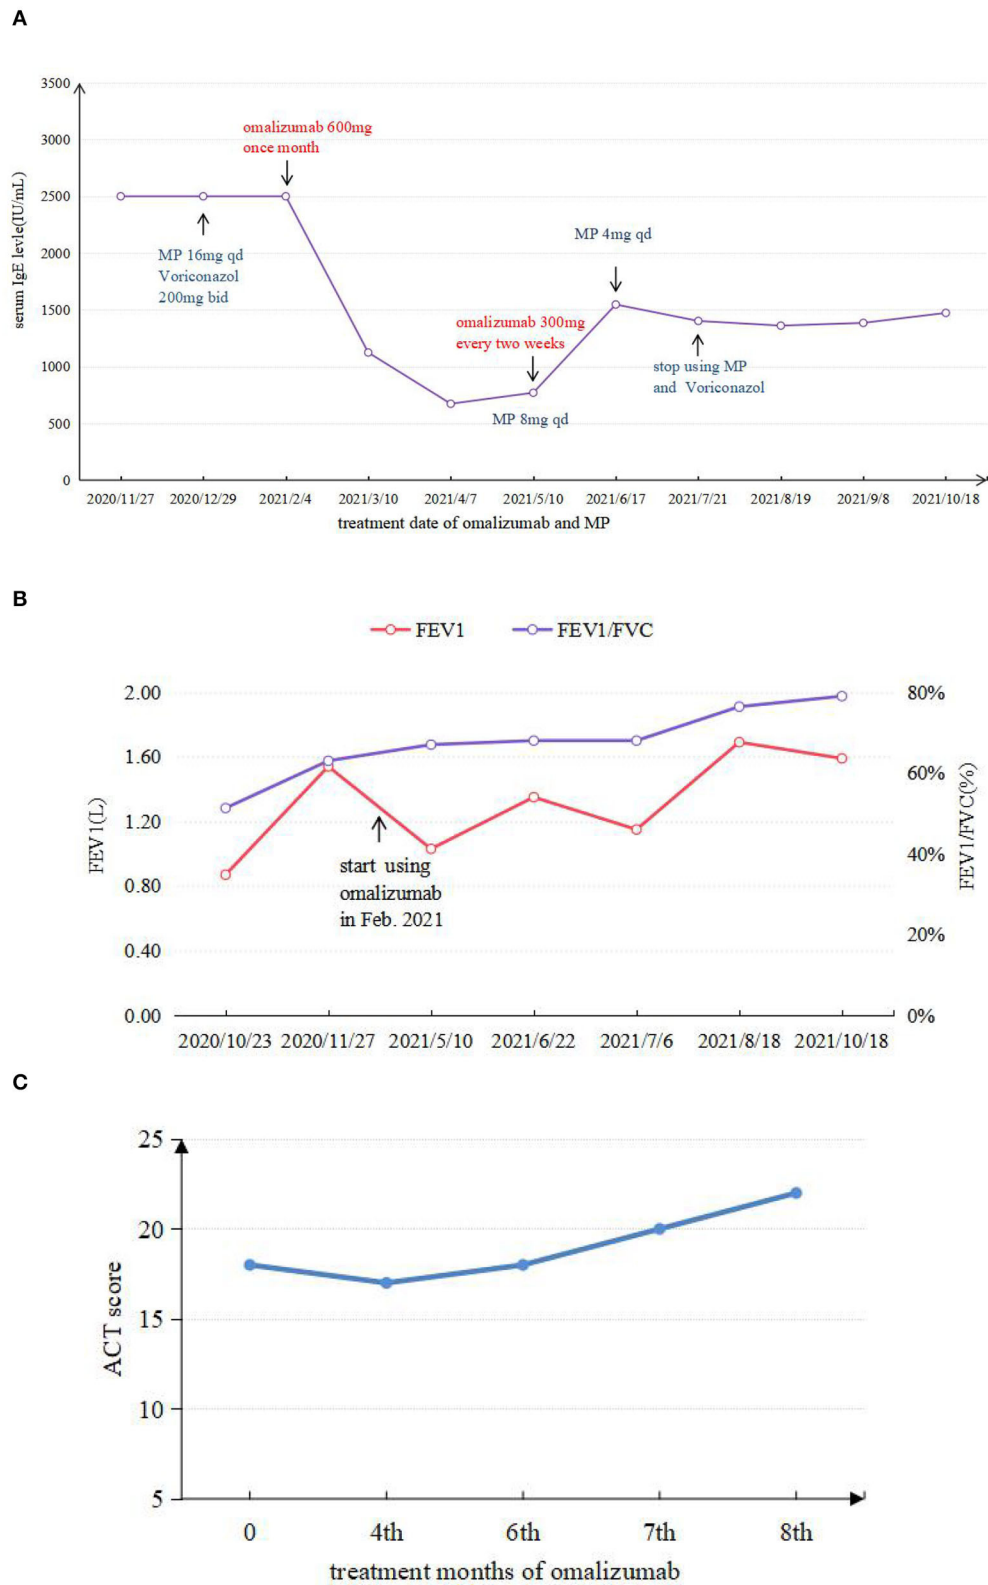 A
3500
3000
2500
2000
1500
1000
500
0
serum IgE levle(IU/mL)
omalizumab 600mg
once month
MP 16mg qd
Voriconazol
200mg bid
omalizumab 300mg
every two weeks
MP 8mg qd
MP 4mg qd
stop using MP
and Voriconazol
2020/11/27 2020/12/29 2021/2/4 2021/3/10 2021/4/7 2021/5/10 2021/6/17 2021/7/21 2021/8/19 2021/9/8 2021/10/18
treatment date of omalizumab and MP
B
FEV1 FEV1/FVC
2.00
1.60
1.20
0.80
0.40
0.00
FEV1(L)
80%
60%
40%
20%
0%
FEV1/FVC(%)
start using
omalizumab
in Feb. 2021
2020/10/23 2020/11/27 2021/5/10 2021/6/22 2021/7/6 2021/8/18 2021/10/18
C
25
20
15
10
5
ACT score
0 4th 6th 7th 8th
treatment months of omalizumab